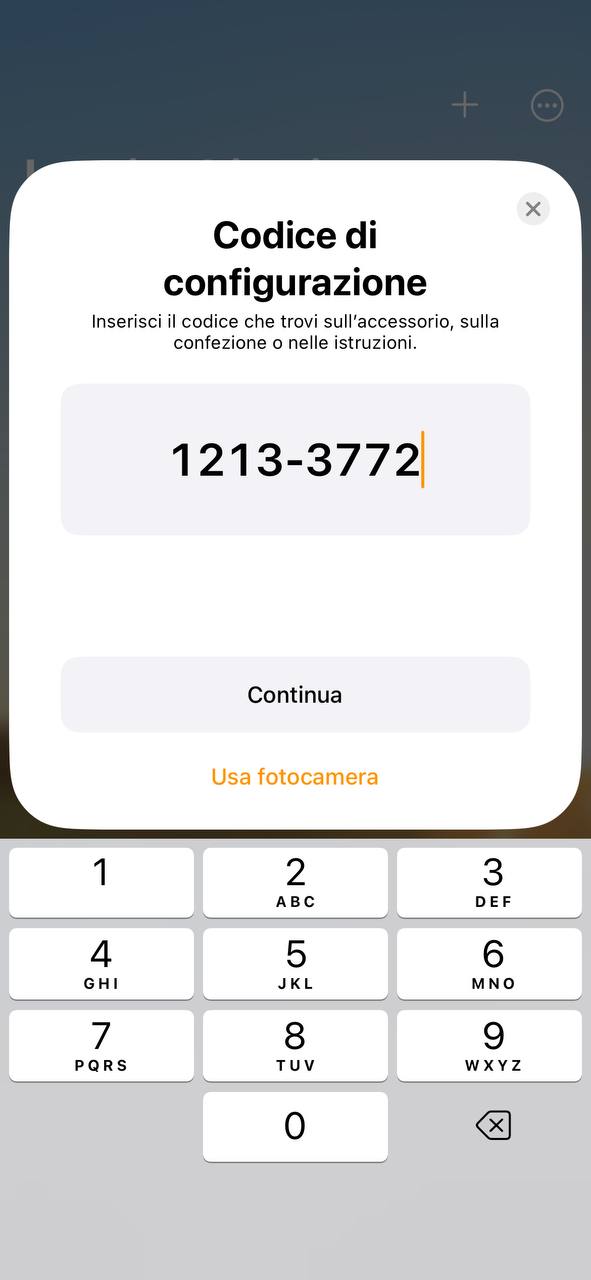 Codice di
configurazione
Inserisci il codice che trovi sull’accessorio, sulla
confezione o nelle istruzioni.
1213-3772
Continua
Usa fotocamera
1
2
ABC
3
DEF
4
GHI
5
JKL
6
MNO
7
PQRS
8
TUV
9
WXYZ
0